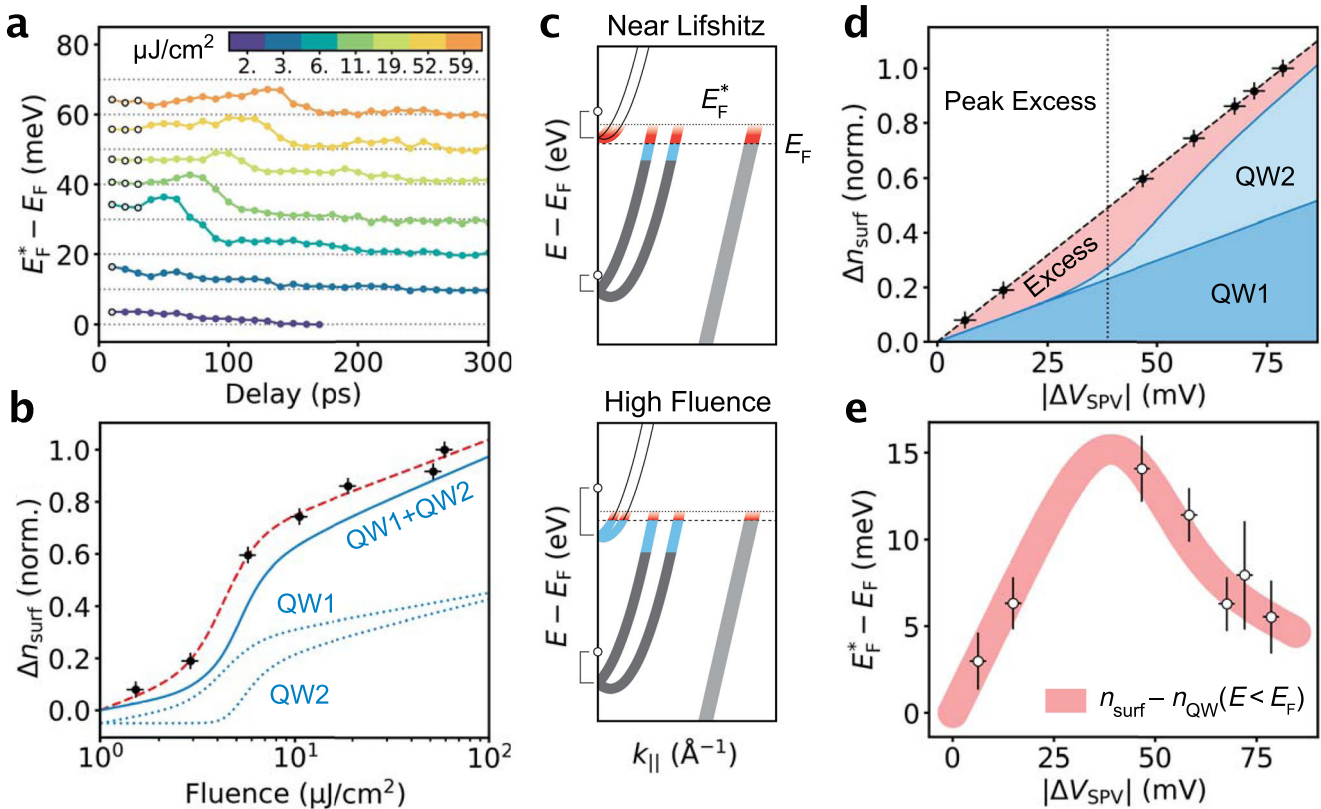 a
µJ/cm²
2. 3. 6. 11. 19. 52. 59.
80
60
40
20
0
E*F − EF (meV)
0 100 200 300
Delay (ps)
b
1.0
0.8
0.6
0.4
0.2
0.0
Δnsurf (norm.)
QW1+QW2
QW1
QW2
10⁰ 10¹ 10²
Fluence (µJ/cm²)
c
Near Lifshitz
E*F
EF
E − EF (eV)
High Fluence
E − EF (eV)
k|| (Å⁻¹)
d
1.0
0.8
0.6
0.4
0.2
0.0
Δnsurf (norm.)
Peak Excess
Excess
QW2
QW1
0 25 50 75
|ΔVSPV| (mV)
e
15
10
5
0
E*F − EF (meV)
nsurf − nQW(E < EF)
0 25 50 75
|ΔVSPV| (mV)